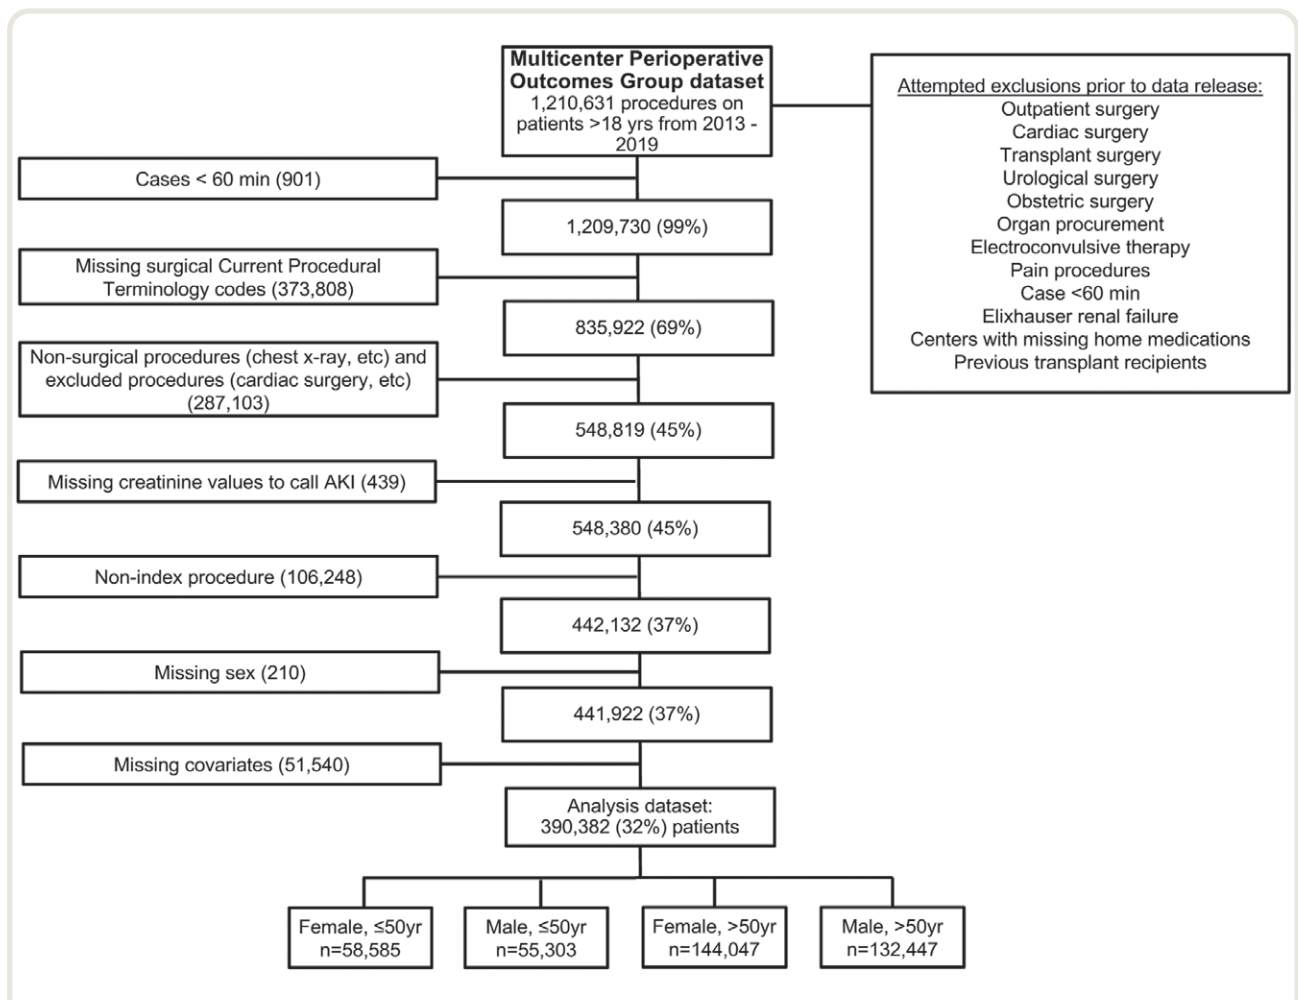 Multicenter Perioperative
Outcomes Group dataset
1,210,631 procedures on
patients >18 yrs from 2013 -
2019
Attempted exclusions prior to data release:
Outpatient surgery
Cardiac surgery
Transplant surgery
Urological surgery
Obstetric surgery
Organ procurement
Electroconvulsive therapy
Pain procedures
Case <60 min
Elixhauser renal failure
Centers with missing home medications
Previous transplant recipients
Cases < 60 min (901)
1,209,730 (99%)
Missing surgical Current Procedural
Terminology codes (373,808)
835,922 (69%)
Non-surgical procedures (chest x-ray, etc) and
excluded procedures (cardiac surgery, etc)
(287,103)
548,819 (45%)
Missing creatinine values to call AKI (439)
548,380 (45%)
Non-index procedure (106,248)
442,132 (37%)
Missing sex (210)
441,922 (37%)
Missing covariates (51,540)
Analysis dataset:
390,382 (32%) patients
Female, ≤50yr
n=58,585
Male, ≤50yr
n=55,303
Female, >50yr
n=144,047
Male, >50yr
n=132,447